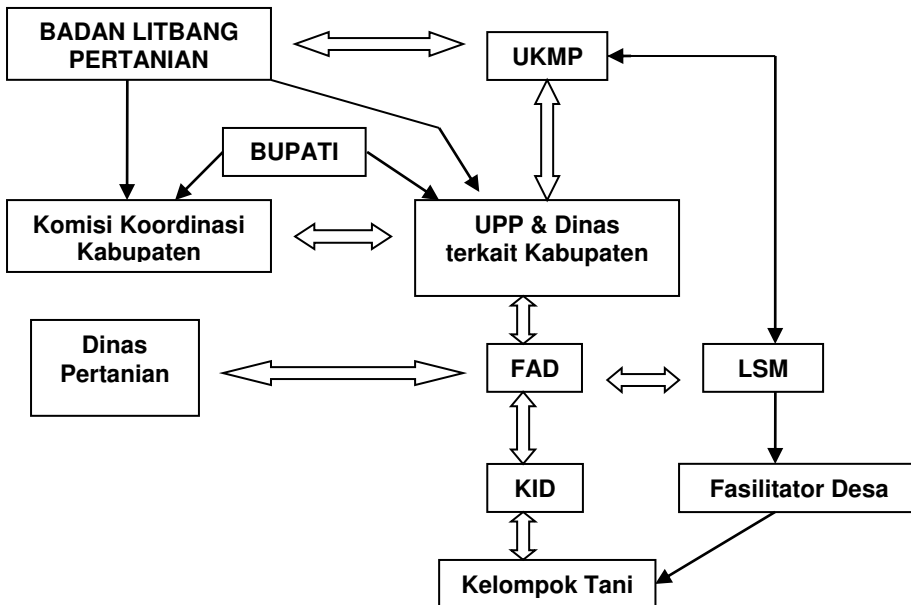 BADAN LITBANG
PERTANIAN
UKMP
BUPATI
Komisi Koordinasi
Kabupaten
UPP & Dinas
terkait Kabupaten
Dinas
Pertanian
FAD
LSM
KID
Fasilitator Desa
Kelompok Tani